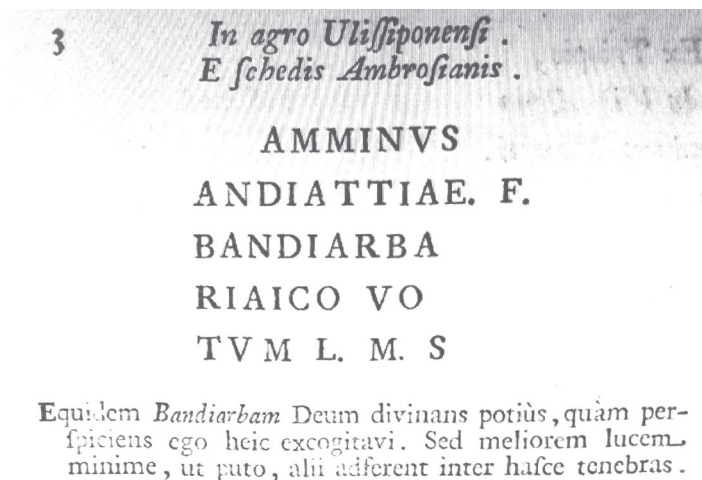 3 In agro Uliſſiponenſi .
E ſchedis Ambroſianis .
AMMINVS
ANDIATTIAE. F.
BANDIARBA
RIAICO VO
TVM L. M. S
Equidem Bandiarbam Deum divinans potiùs, quàm per-
ſpiciens ego heic excogitavi. Sed meliorem lucem
minime, ut puto, alii adferent inter haſce tenebras.